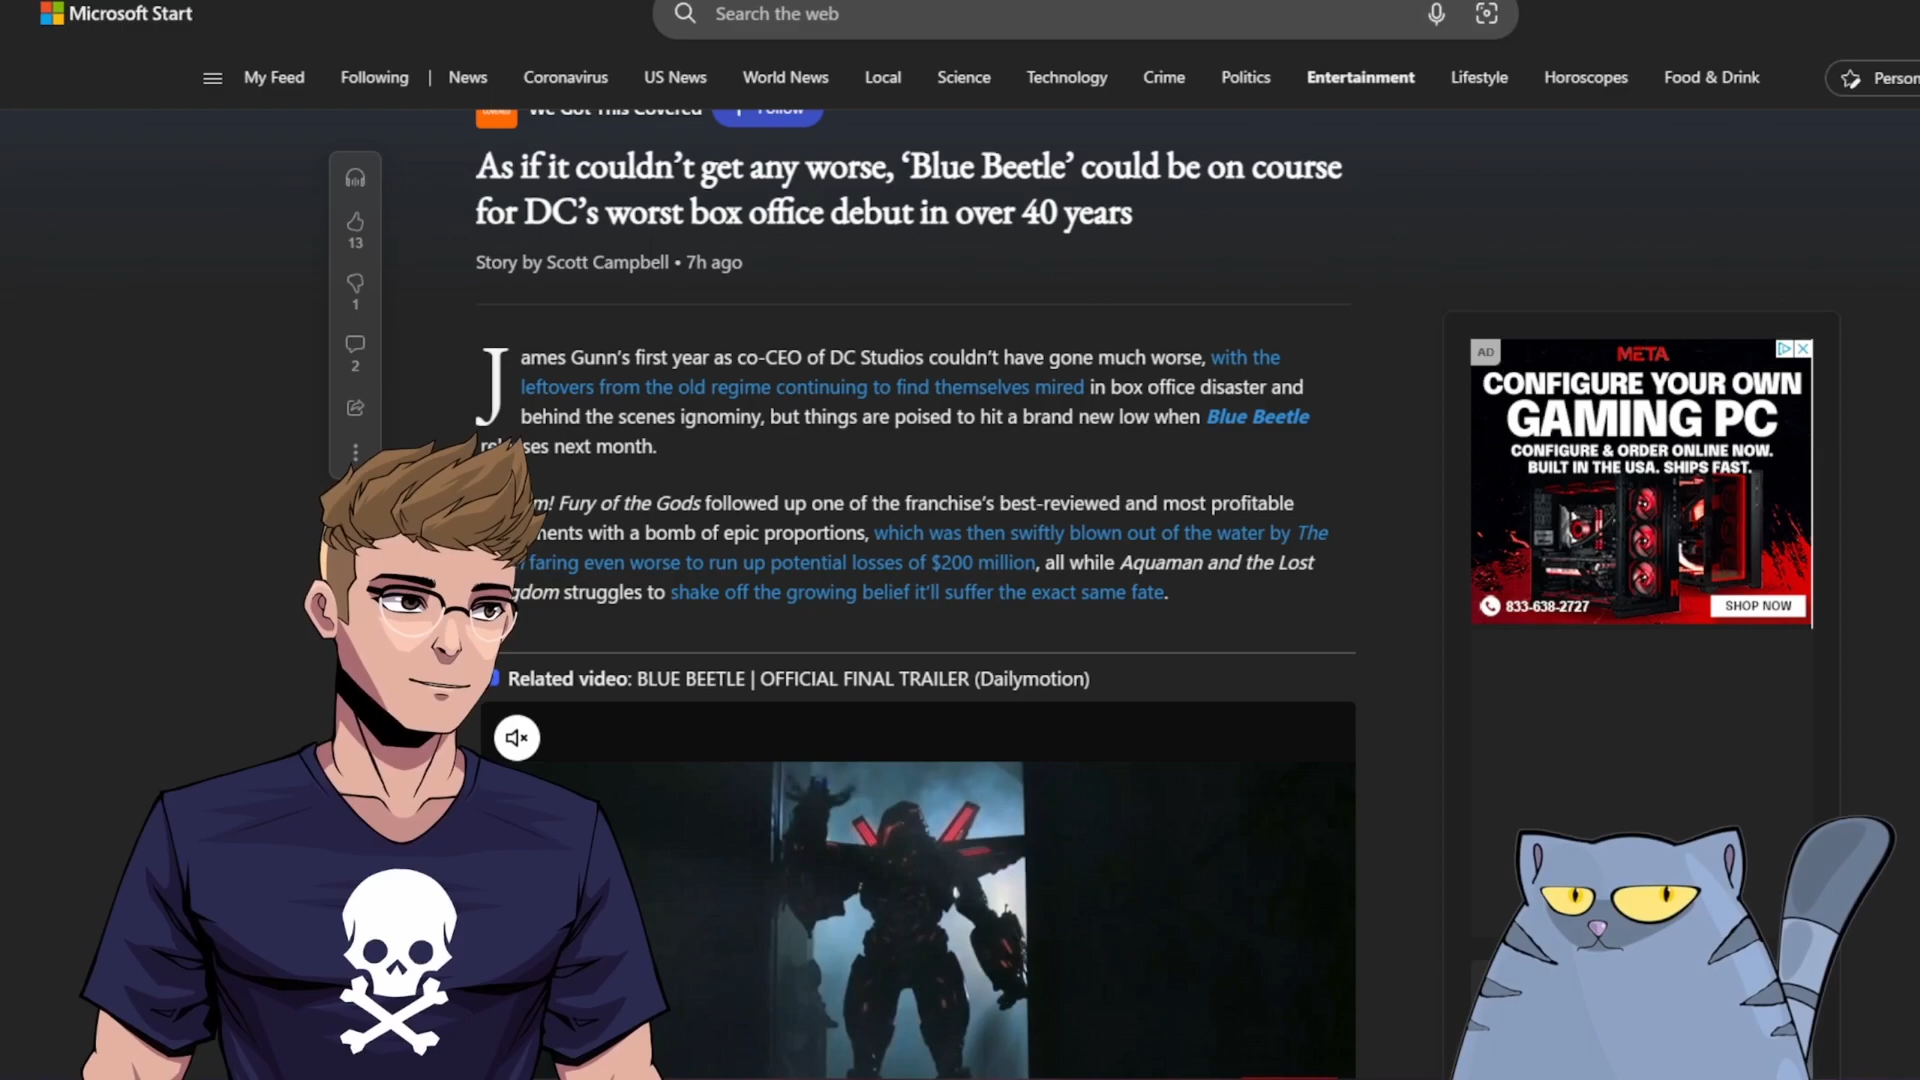 Microsoft Start
Search the web
My Feed
Following
News
Coronavirus
US News
World News
Local
Science
Technology
Crime
Politics
Entertainment
Lifestyle
Horoscopes
Food & Drink
Person
We Got This Covered
Follow
As if it couldn't get any worse, ‘Blue Beetle’ could be on course
for DC's worst box office debut in over 40 years
Story by Scott Campbell • 7h ago
13
1
2
James Gunn's first year as co-CEO of DC Studios couldn't have gone much worse, with the
leftovers from the old regime continuing to find themselves mired in box office disaster and
behind the scenes ignominy, but things are poised to hit a brand new low when Blue Beetle
ses next month.
m! Fury of the Gods followed up one of the franchise's best-reviewed and most profitable
ments with a bomb of epic proportions, which was then swiftly blown out of the water by The
faring even worse to run up potential losses of $200 million, all while Aquaman and the Lost
gdom struggles to shake off the growing belief it'll suffer the exact same fate.
Related video: BLUE BEETLE | OFFICIAL FINAL TRAILER (Dailymotion)
AD
META
CONFIGURE YOUR OWN
GAMING PC
CONFIGURE & ORDER ONLINE NOW.
BUILT IN THE USA. SHIPS FAST.
833-638-2727
SHOP NOW